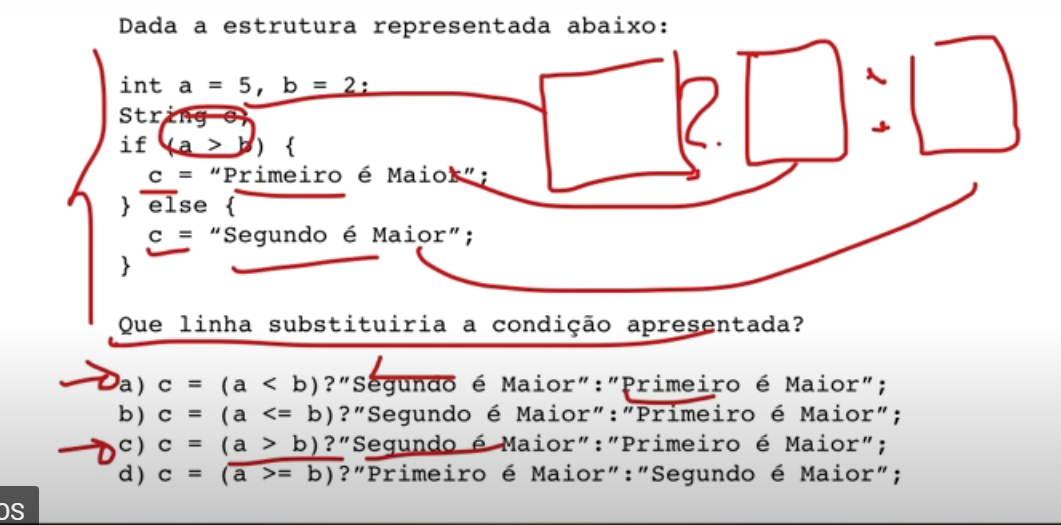 Dada a estrutura representada abaixo:
int a = 5, b = 2;
String c;
if (a > b) {
c = “Primeiro é Maior”;
} else {
c = “Segundo é Maior”;
}
? :
Que linha substituiria a condição apresentada?
a) c = (a < b)?”Segundo é Maior”:”Primeiro é Maior”;
b) c = (a <= b)?”Segundo é Maior”:”Primeiro é Maior”;
c) c = (a > b)?”Segundo é Maior”:”Primeiro é Maior”;
d) c = (a >= b)?”Primeiro é Maior”:”Segundo é Maior”;
OS